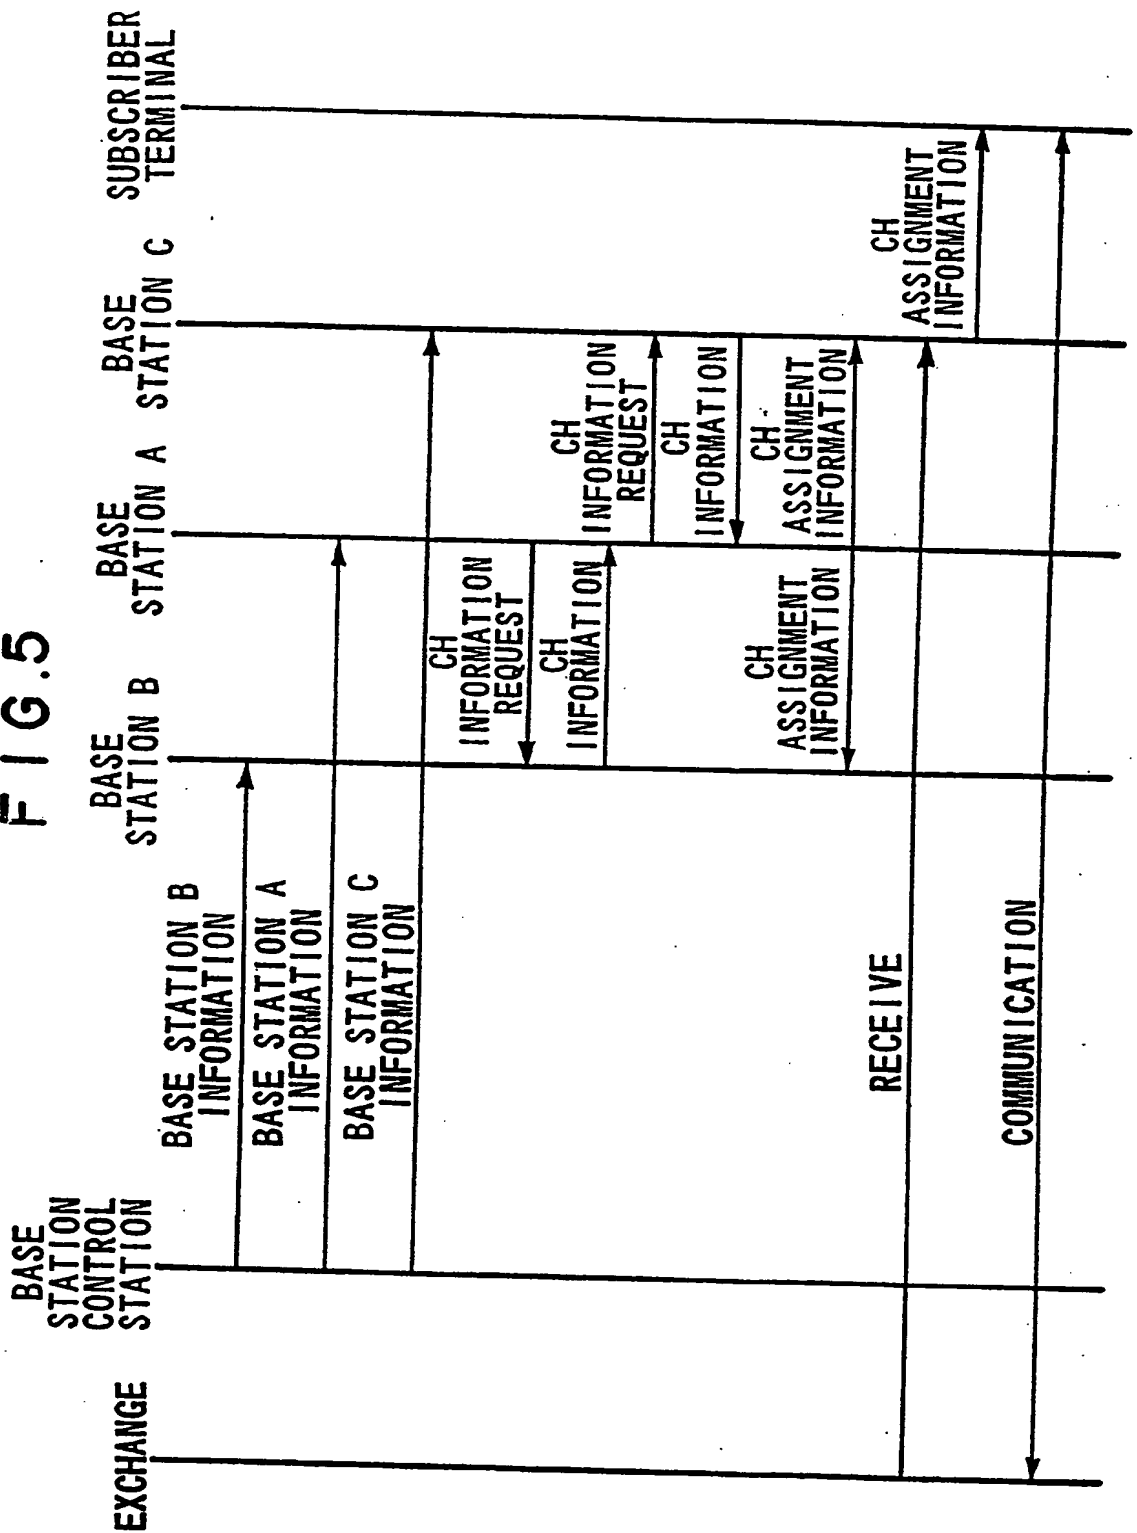 FIG.5
EXCHANGE
BASE
STATION
CONTROL
STATION
BASE
STATION B
BASE
STATION A
BASE
STATION C
SUBSCRIBER
TERMINAL
BASE STATION B
INFORMATION
BASE STATION A
INFORMATION
BASE STATION C
INFORMATION
CH
INFORMATION
REQUEST
CH
INFORMATION
CH
INFORMATION
REQUEST
CH
INFORMATION
CH
ASSIGNMENT
INFORMATION
CH
ASSIGNMENT
INFORMATION
RECEIVE
CH
ASSIGNMENT
INFORMATION
COMMUNICATION